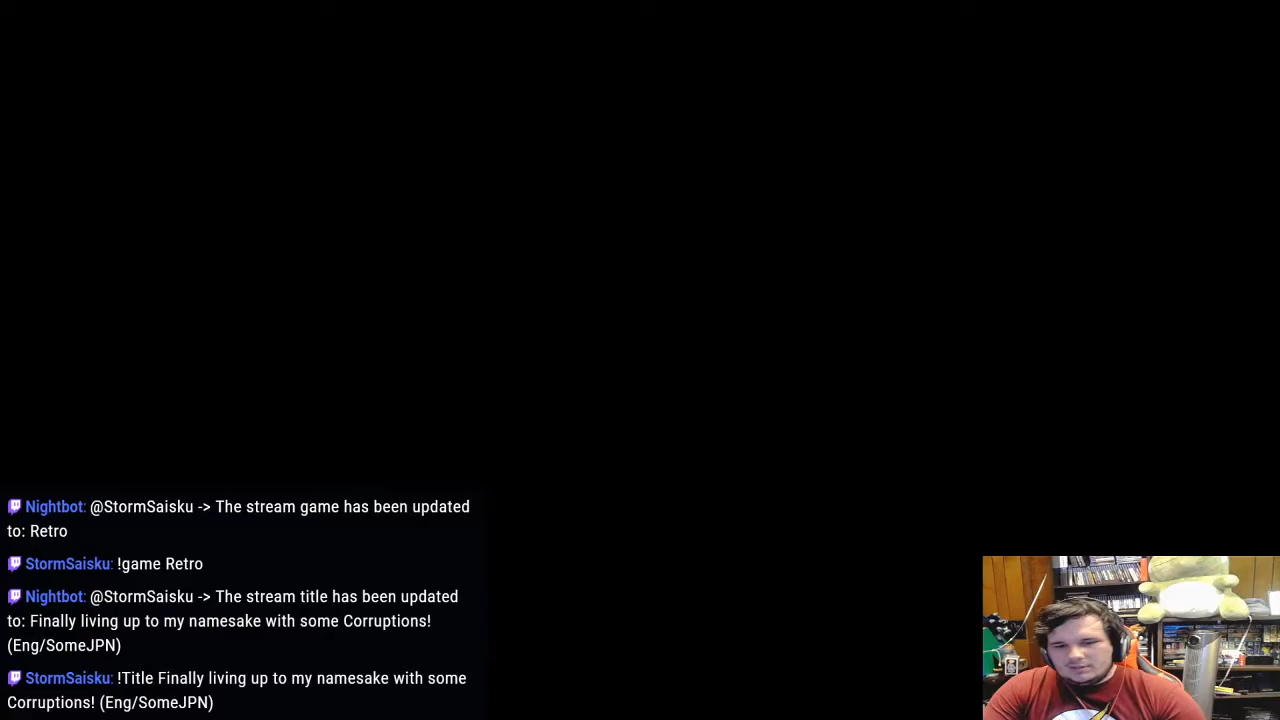 Nightbot: @StormSaisku -> The stream game has been updated
to: Retro
StormSaisku: !game Retro
Nightbot: @StormSaisku -> The stream title has been updated
to: Finally living up to my namesake with some Corruptions!
(Eng/SomeJPN)
StormSaisku: !Title Finally living up to my namesake with some
Corruptions! (Eng/SomeJPN)